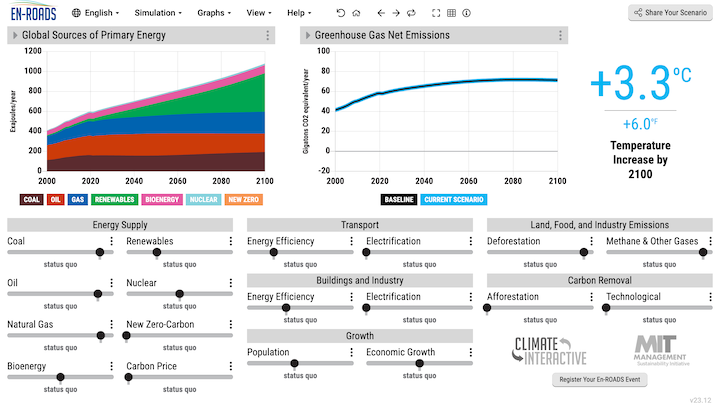 EN-ROADS
English
Simulation
Graphs
View
Help
Share Your Scenario
Global Sources of Primary Energy
Greenhouse Gas Net Emissions
Exajoules/year
1200
1000
800
600
400
200
0
2000 2020 2040 2060 2080 2100
COAL OIL GAS RENEWABLES BIOENERGY NUCLEAR NEW ZERO
Gigatons CO2 equivalent/year
100
80
60
40
20
0
-20
2000 2020 2040 2060 2080 2100
BASELINE CURRENT SCENARIO
+3.3°C
+6.0°F
Temperature
Increase by
2100
Energy Supply
Coal Renewables
status quo status quo
Oil Nuclear
status quo status quo
Natural Gas New Zero-Carbon
status quo status quo
Bioenergy Carbon Price
status quo status quo
Transport
Energy Efficiency Electrification
status quo status quo
Buildings and Industry
Energy Efficiency Electrification
status quo status quo
Growth
Population Economic Growth
status quo status quo
Land, Food, and Industry Emissions
Deforestation Methane & Other Gases
status quo status quo
Carbon Removal
Afforestation Technological
status quo status quo
CLIMATE
INTERACTIVE
MIT
MANAGEMENT
Sustainability Initiative
Register Your En-ROADS Event
v23.12